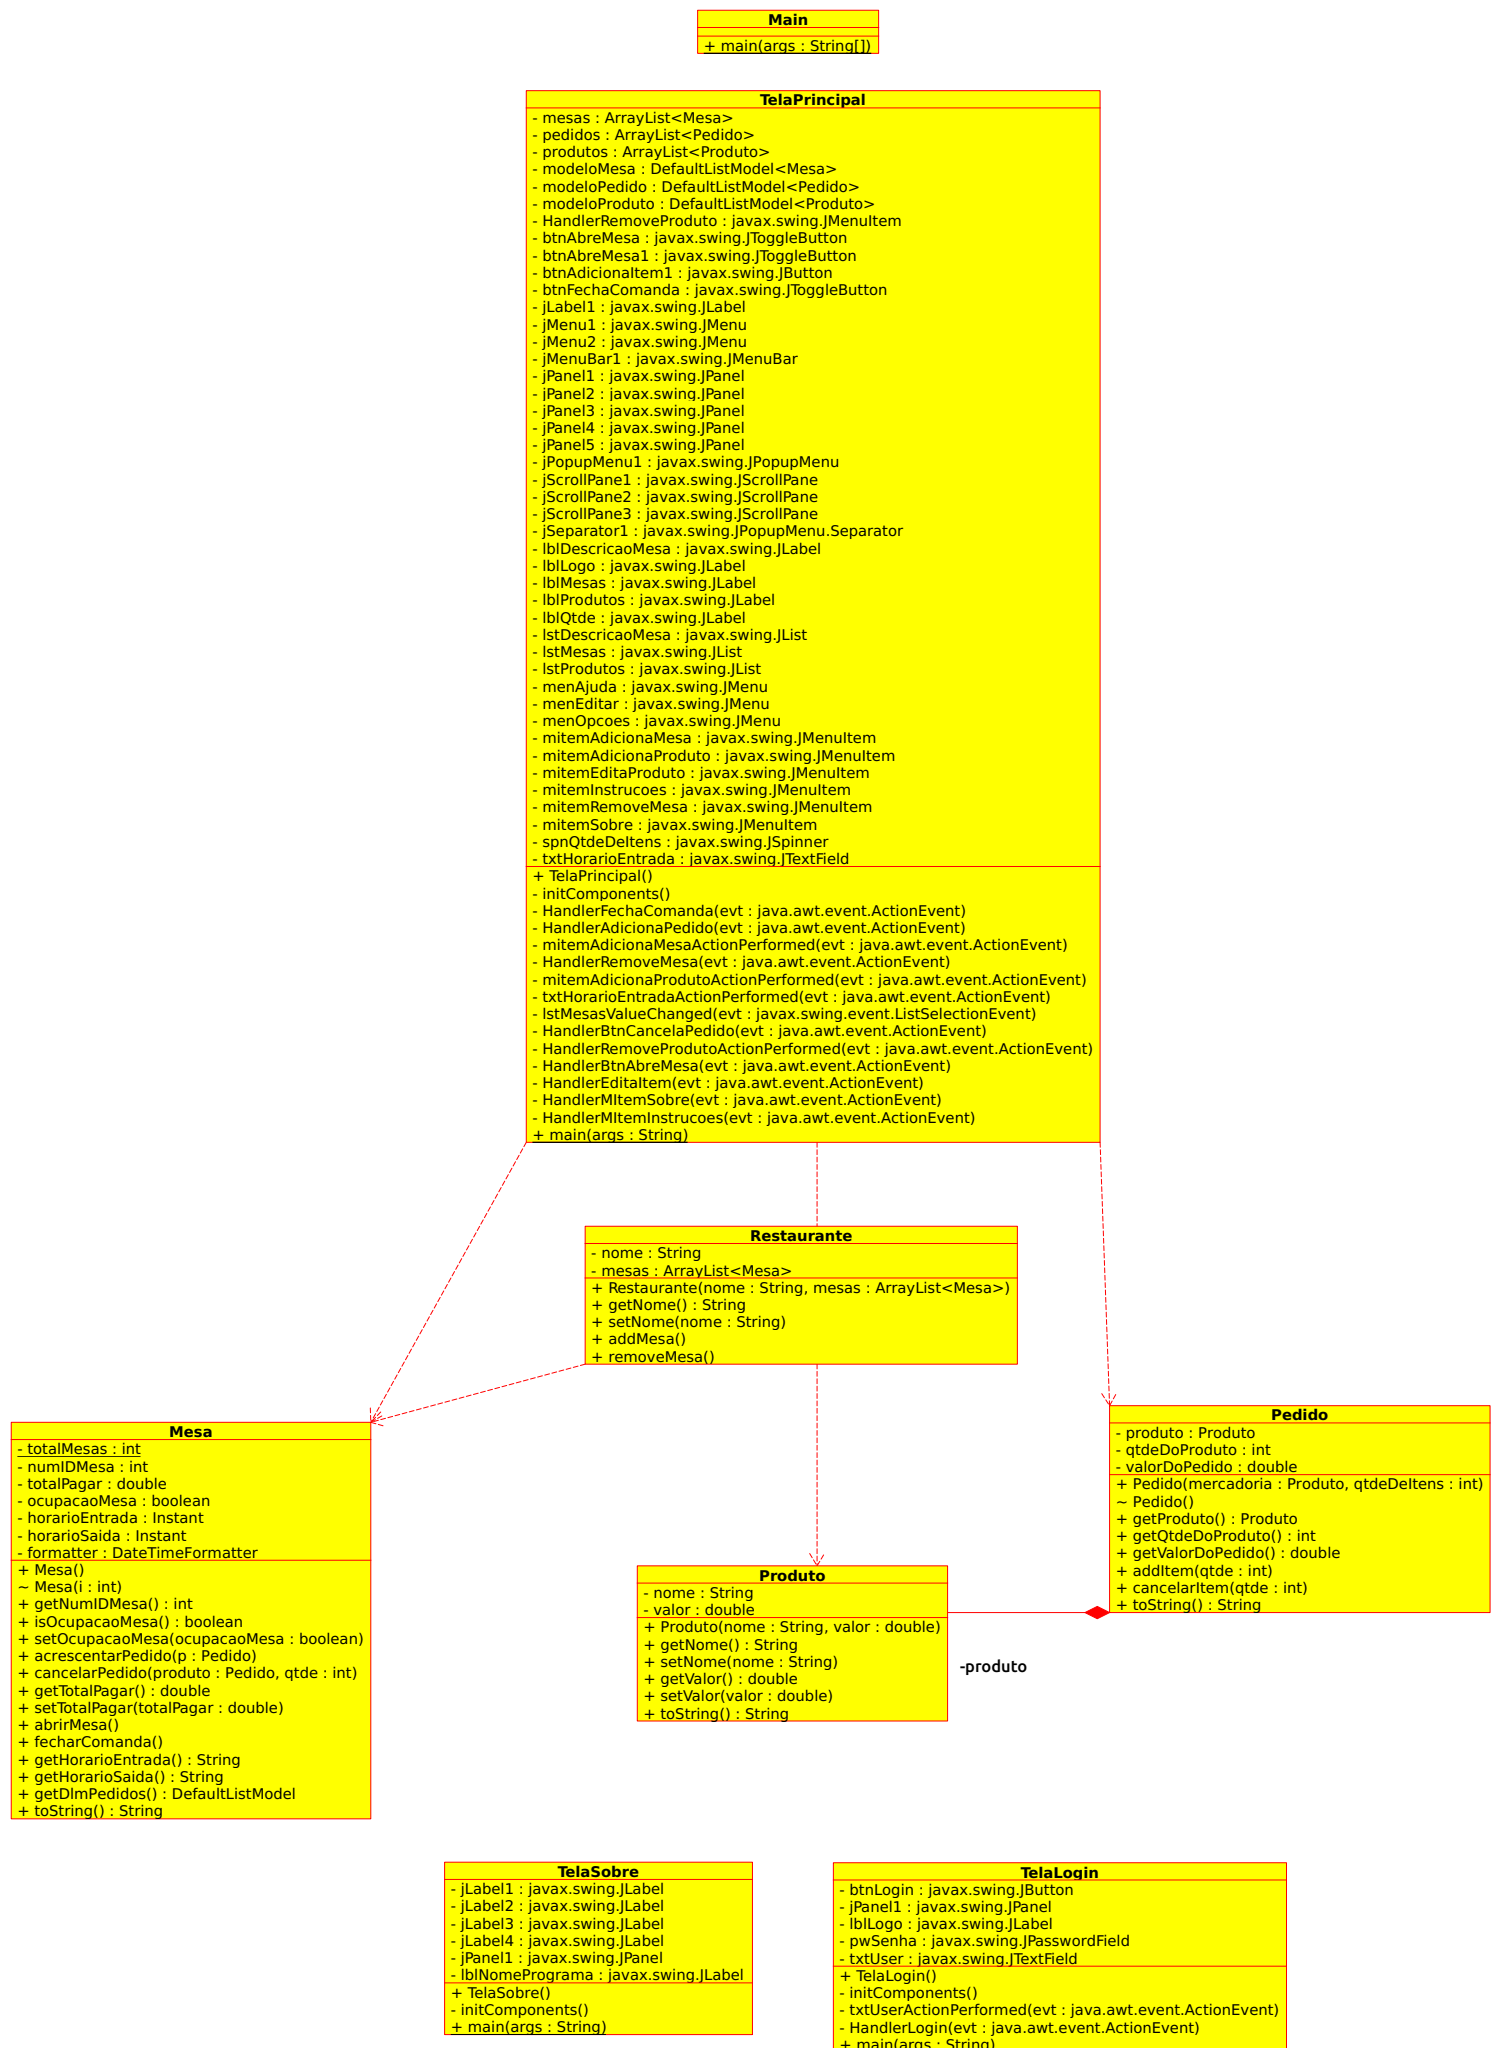 Main
+ main(args : String[])
TelaPrincipal
- mesas : ArrayList<Mesa>
- pedidos : ArrayList<Pedido>
- produtos : ArrayList<Produto>
- modeloMesa : DefaultListModel<Mesa>
- modeloPedido : DefaultListModel<Pedido>
- modeloProduto : DefaultListModel<Produto>
- HandlerRemoveProduto : javax.swing.JMenuItem
- btnAbreMesa : javax.swing.JToggleButton
- btnAbreMesa1 : javax.swing.JToggleButton
- btnAdicionaItem1 : javax.swing.JButton
- btnFechaComanda : javax.swing.JToggleButton
- jLabel1 : javax.swing.JLabel
- jMenu1 : javax.swing.JMenu
- jMenu2 : javax.swing.JMenu
- jMenuBar1 : javax.swing.JMenuBar
- jPanel1 : javax.swing.JPanel
- jPanel2 : javax.swing.JPanel
- jPanel3 : javax.swing.JPanel
- jPanel4 : javax.swing.JPanel
- jPanel5 : javax.swing.JPanel
- jPopupMenu1 : javax.swing.JPopupMenu
- jScrollPane1 : javax.swing.JScrollPane
- jScrollPane2 : javax.swing.JScrollPane
- jScrollPane3 : javax.swing.JScrollPane
- jSeparator1 : javax.swing.JPopupMenu.Separator
- lblDescricaoMesa : javax.swing.JLabel
- lblLogo : javax.swing.JLabel
- lblMesas : javax.swing.JLabel
- lblProdutos : javax.swing.JLabel
- lblQtde : javax.swing.JLabel
- lstDescricaoMesa : javax.swing.JList
- lstMesas : javax.swing.JList
- lstProdutos : javax.swing.JList
- menAjuda : javax.swing.JMenu
- menEditar : javax.swing.JMenu
- menOpcoes : javax.swing.JMenu
- mitemAdicionaMesa : javax.swing.JMenuItem
- mitemAdicionaProduto : javax.swing.JMenuItem
- mitemEditaProduto : javax.swing.JMenuItem
- mitemInstrucoes : javax.swing.JMenuItem
- mitemRemoveMesa : javax.swing.JMenuItem
- mitemSobre : javax.swing.JMenuItem
- spnQtdeDeItens : javax.swing.JSpinner
- txtHorarioEntrada : javax.swing.JTextField
+ TelaPrincipal()
- initComponents()
- HandlerFechaComanda(evt : java.awt.event.ActionEvent)
- HandlerAdicionaPedido(evt : java.awt.event.ActionEvent)
- mitemAdicionaMesaActionPerformed(evt : java.awt.event.ActionEvent)
- HandlerRemoveMesa(evt : java.awt.event.ActionEvent)
- mitemAdicionaProdutoActionPerformed(evt : java.awt.event.ActionEvent)
- txtHorarioEntradaActionPerformed(evt : java.awt.event.ActionEvent)
- lstMesasValueChanged(evt : javax.swing.event.ListSelectionEvent)
- HandlerBtnCancelaPedido(evt : java.awt.event.ActionEvent)
- HandlerRemoveProdutoActionPerformed(evt : java.awt.event.ActionEvent)
- HandlerBtnAbreMesa(evt : java.awt.event.ActionEvent)
- HandlerEditaItem(evt : java.awt.event.ActionEvent)
- HandlerMItemSobre(evt : java.awt.event.ActionEvent)
- HandlerMItemInstrucoes(evt : java.awt.event.ActionEvent)
+ main(args : String)
Restaurante
- nome : String
- mesas : ArrayList<Mesa>
+ Restaurante(nome : String, mesas : ArrayList<Mesa>)
+ getNome() : String
+ setNome(nome : String)
+ addMesa()
+ removeMesa()
Mesa
- totalMesas : int
- numIDMesa : int
- totalPagar : double
- ocupacaoMesa : boolean
- horarioEntrada : Instant
- horarioSaida : Instant
- formatter : DateTimeFormatter
+ Mesa()
~ Mesa(i : int)
+ getNumIDMesa() : int
+ isOcupacaoMesa() : boolean
+ setOcupacaoMesa(ocupacaoMesa : boolean)
+ acrescentarPedido(p : Pedido)
+ cancelarPedido(produto : Pedido, qtde : int)
+ getTotalPagar() : double
+ setTotalPagar(totalPagar : double)
+ abrirMesa()
+ fecharComanda()
+ getHorarioEntrada() : String
+ getHorarioSaida() : String
+ getDlmPedidos() : DefaultListModel
+ toString() : String
Pedido
- produto : Produto
- qtdeDoProduto : int
- valorDoPedido : double
+ Pedido(mercadoria : Produto, qtdeDeItens : int)
~ Pedido()
+ getProduto() : Produto
+ getQtdeDoProduto() : int
+ getValorDoPedido() : double
+ addItem(qtde : int)
+ cancelarItem(qtde : int)
+ toString() : String
Produto
- nome : String
- valor : double
+ Produto(nome : String, valor : double)
+ getNome() : String
+ setNome(nome : String)
+ getValor() : double
+ setValor(valor : double)
+ toString() : String
-produto
TelaSobre
- jLabel1 : javax.swing.JLabel
- jLabel2 : javax.swing.JLabel
- jLabel3 : javax.swing.JLabel
- jLabel4 : javax.swing.JLabel
- jPanel1 : javax.swing.JPanel
- lblNomePrograma : javax.swing.JLabel
+ TelaSobre()
- initComponents()
+ main(args : String)
TelaLogin
- btnLogin : javax.swing.JButton
- jPanel1 : javax.swing.JPanel
- lblLogo : javax.swing.JLabel
- pwSenha : javax.swing.JPasswordField
- txtUser : javax.swing.JTextField
+ TelaLogin()
- initComponents()
- txtUserActionPerformed(evt : java.awt.event.ActionEvent)
- HandlerLogin(evt : java.awt.event.ActionEvent)
+ main(args : String)